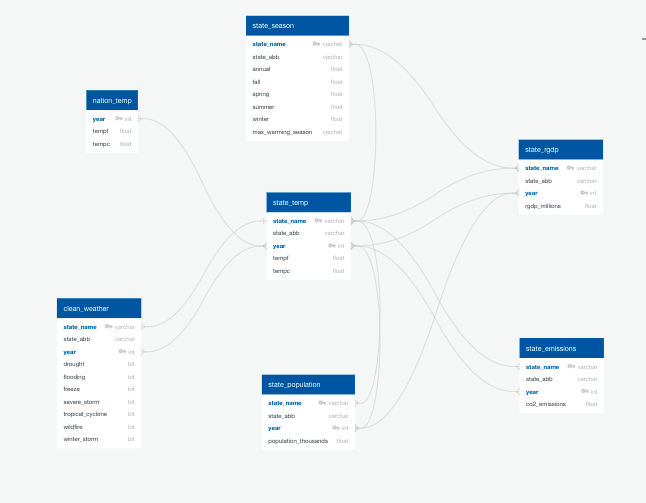 state_season
state_name varchar
state_abb varchar
annual float
fall float
spring float
summer float
winter float
max_warming_season varchar
nation_temp
year int
tempf float
tempc float
state_rgdp
state_name varchar
state_abb varchar
year int
rgdp_millions float
state_temp
state_name varchar
state_abb varchar
year int
tempf float
tempc float
clean_weather
state_name varchar
state_abb varchar
year int
drought bit
flooding bit
freeze bit
severe_storm bit
tropical_cyclone bit
wildfire bit
winter_storm bit
state_emissions
state_name varchar
state_abb varchar
year int
co2_emissions float
state_population
state_name varchar
state_abb varchar
year int
population_thousands float